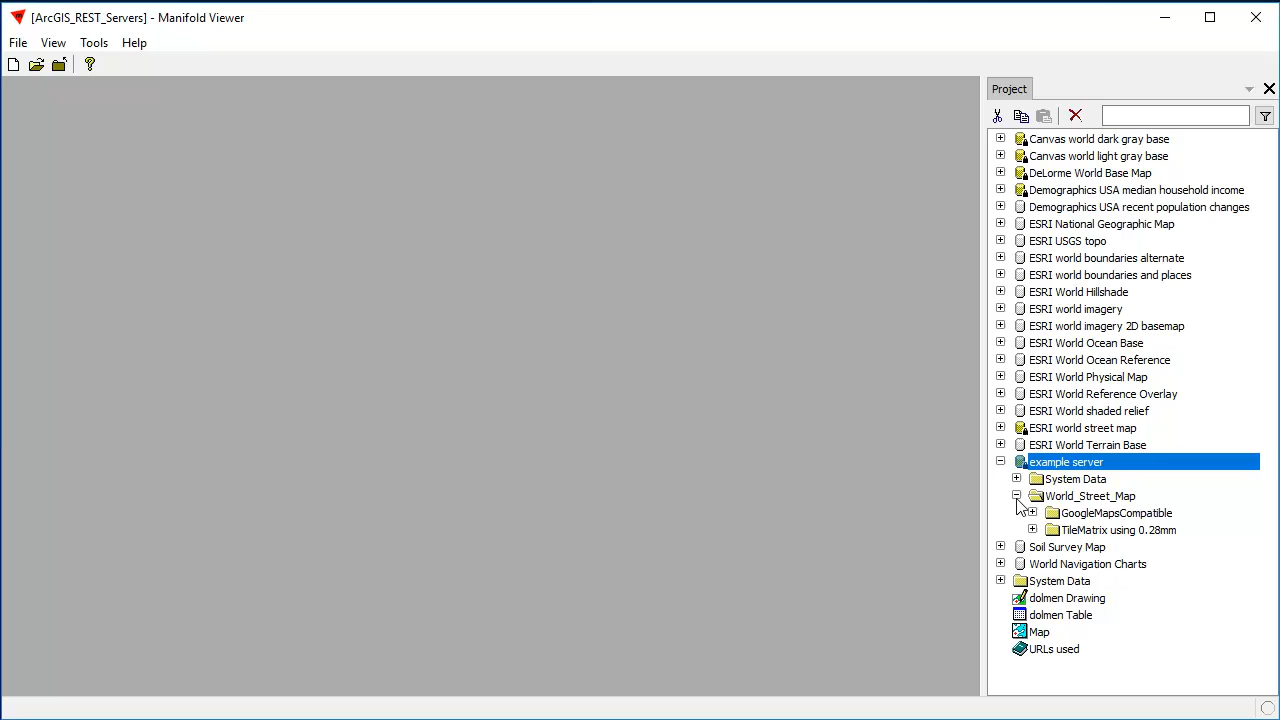 [ArcGIS_REST_Servers] - Manifold Viewer
File View Tools Help
Project
Canvas world dark gray base
Canvas world light gray base
DeLorme World Base Map
Demographics USA median household income
Demographics USA recent population changes
ESRI National Geographic Map
ESRI USGS topo
ESRI world boundaries alternate
ESRI world boundaries and places
ESRI World Hillshade
ESRI world imagery
ESRI world imagery 2D basemap
ESRI World Ocean Base
ESRI World Ocean Reference
ESRI World Physical Map
ESRI World Reference Overlay
ESRI World shaded relief
ESRI world street map
ESRI World Terrain Base
example server
System Data
World_Street_Map
GoogleMapsCompatible
TileMatrix using 0.28mm
Soil Survey Map
World Navigation Charts
System Data
dolmen Drawing
dolmen Table
Map
URLs used